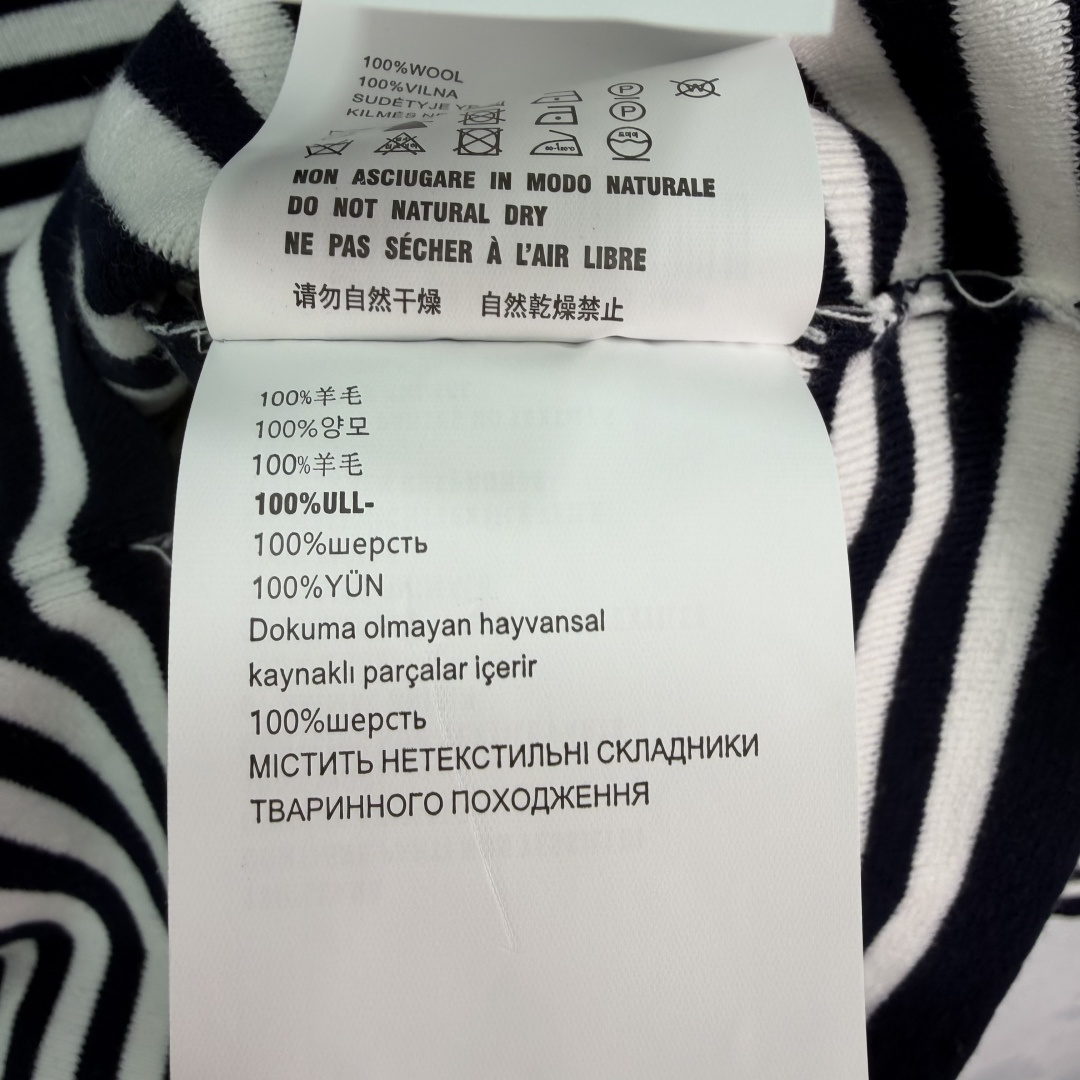 100%WOOL
100%VILNA
SUDĖTYJE
KILMĖS
NON ASCIUGARE IN MODO NATURALE
DO NOT NATURAL DRY
NE PAS SÉCHER À L'AIR LIBRE
请勿自然干燥 自然乾燥禁止
100%羊毛
100%양모
100%羊毛
100%ULL-
100%шерсть
100%YÜN
Dokuma olmayan hayvansal
kaynaklı parçalar içerir
100%шерсть
МІСТИТЬ НЕТЕКСТИЛЬНІ СКЛАДНИКИ
ТВАРИННОГО ПОХОДЖЕННЯ